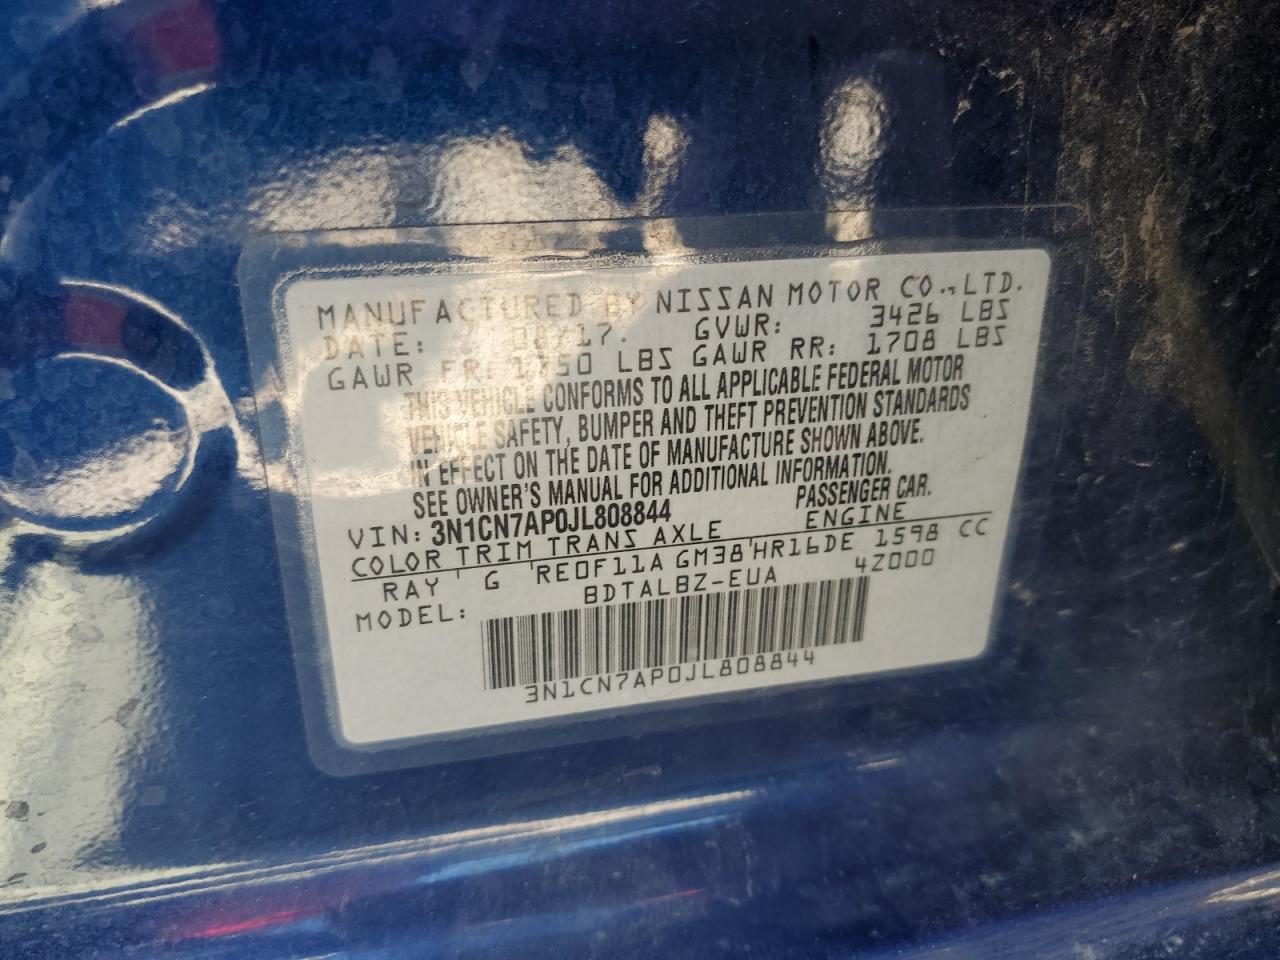 MANUFACTURED BY NISSAN MOTOR CO.,LTD.
DATE: 08/17. GVWR: 3426 LBS
GAWR FR: 1750 LBS GAWR RR: 1708 LBS
THIS VEHICLE CONFORMS TO ALL APPLICABLE FEDERAL MOTOR
VEHICLE SAFETY, BUMPER AND THEFT PREVENTION STANDARDS
IN EFFECT ON THE DATE OF MANUFACTURE SHOWN ABOVE.
SEE OWNER'S MANUAL FOR ADDITIONAL INFORMATION.
VIN: 3N1CN7AP0JL808844 PASSENGER CAR.
COLOR TRIM TRANS AXLE ENGINE
RAY G RE0F11A GM38 HR16DE 1598 CC
MODEL: BDTALBZ-EUA 4Z000
3N1CN7AP0JL808844